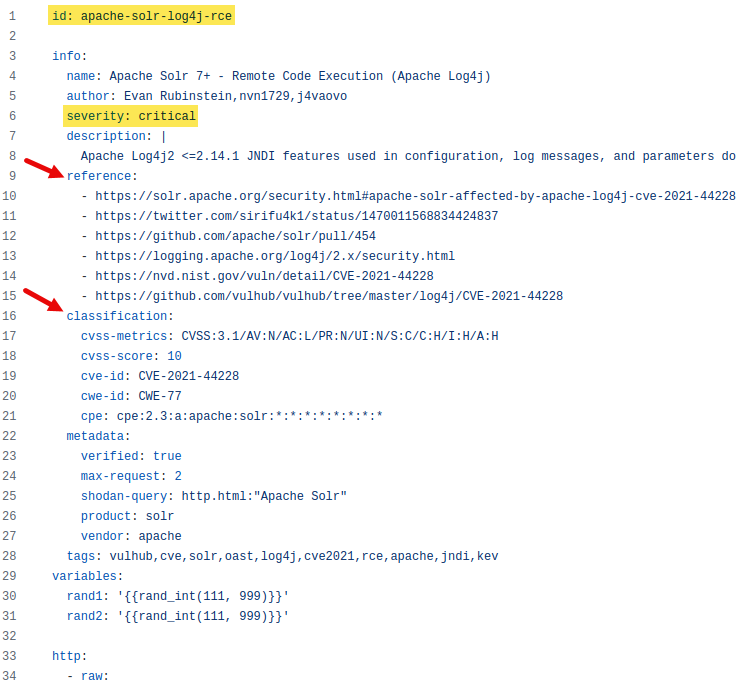 1 id: apache-solr-log4j-rce
2
3 info:
4 name: Apache Solr 7+ - Remote Code Execution (Apache Log4j)
5 author: Evan Rubinstein,nvn1729,j4vaovo
6 severity: critical
7 description: |
8 Apache Log4j2 <=2.14.1 JNDI features used in configuration, log messages, and parameters do
9 reference:
10 - https://solr.apache.org/security.html#apache-solr-affected-by-apache-log4j-cve-2021-44228
11 - https://twitter.com/sirifu4k1/status/1470011568834424837
12 - https://github.com/apache/solr/pull/454
13 - https://logging.apache.org/log4j/2.x/security.html
14 - https://nvd.nist.gov/vuln/detail/CVE-2021-44228
15 - https://github.com/vulhub/vulhub/tree/master/log4j/CVE-2021-44228
16 classification:
17 cvss-metrics: CVSS:3.1/AV:N/AC:L/PR:N/UI:N/S:C/C:H/I:H/A:H
18 cvss-score: 10
19 cve-id: CVE-2021-44228
20 cwe-id: CWE-77
21 cpe: cpe:2.3:a:apache:solr:*:*:*:*:*:*:*:*
22 metadata:
23 verified: true
24 max-request: 2
25 shodan-query: http.html:"Apache Solr"
26 product: solr
27 vendor: apache
28 tags: vulhub,cve,solr,oast,log4j,cve2021,rce,apache,jndi,kev
29 variables:
30 rand1: '{{rand_int(111, 999)}}'
31 rand2: '{{rand_int(111, 999)}}'
32
33 http:
34 - raw: